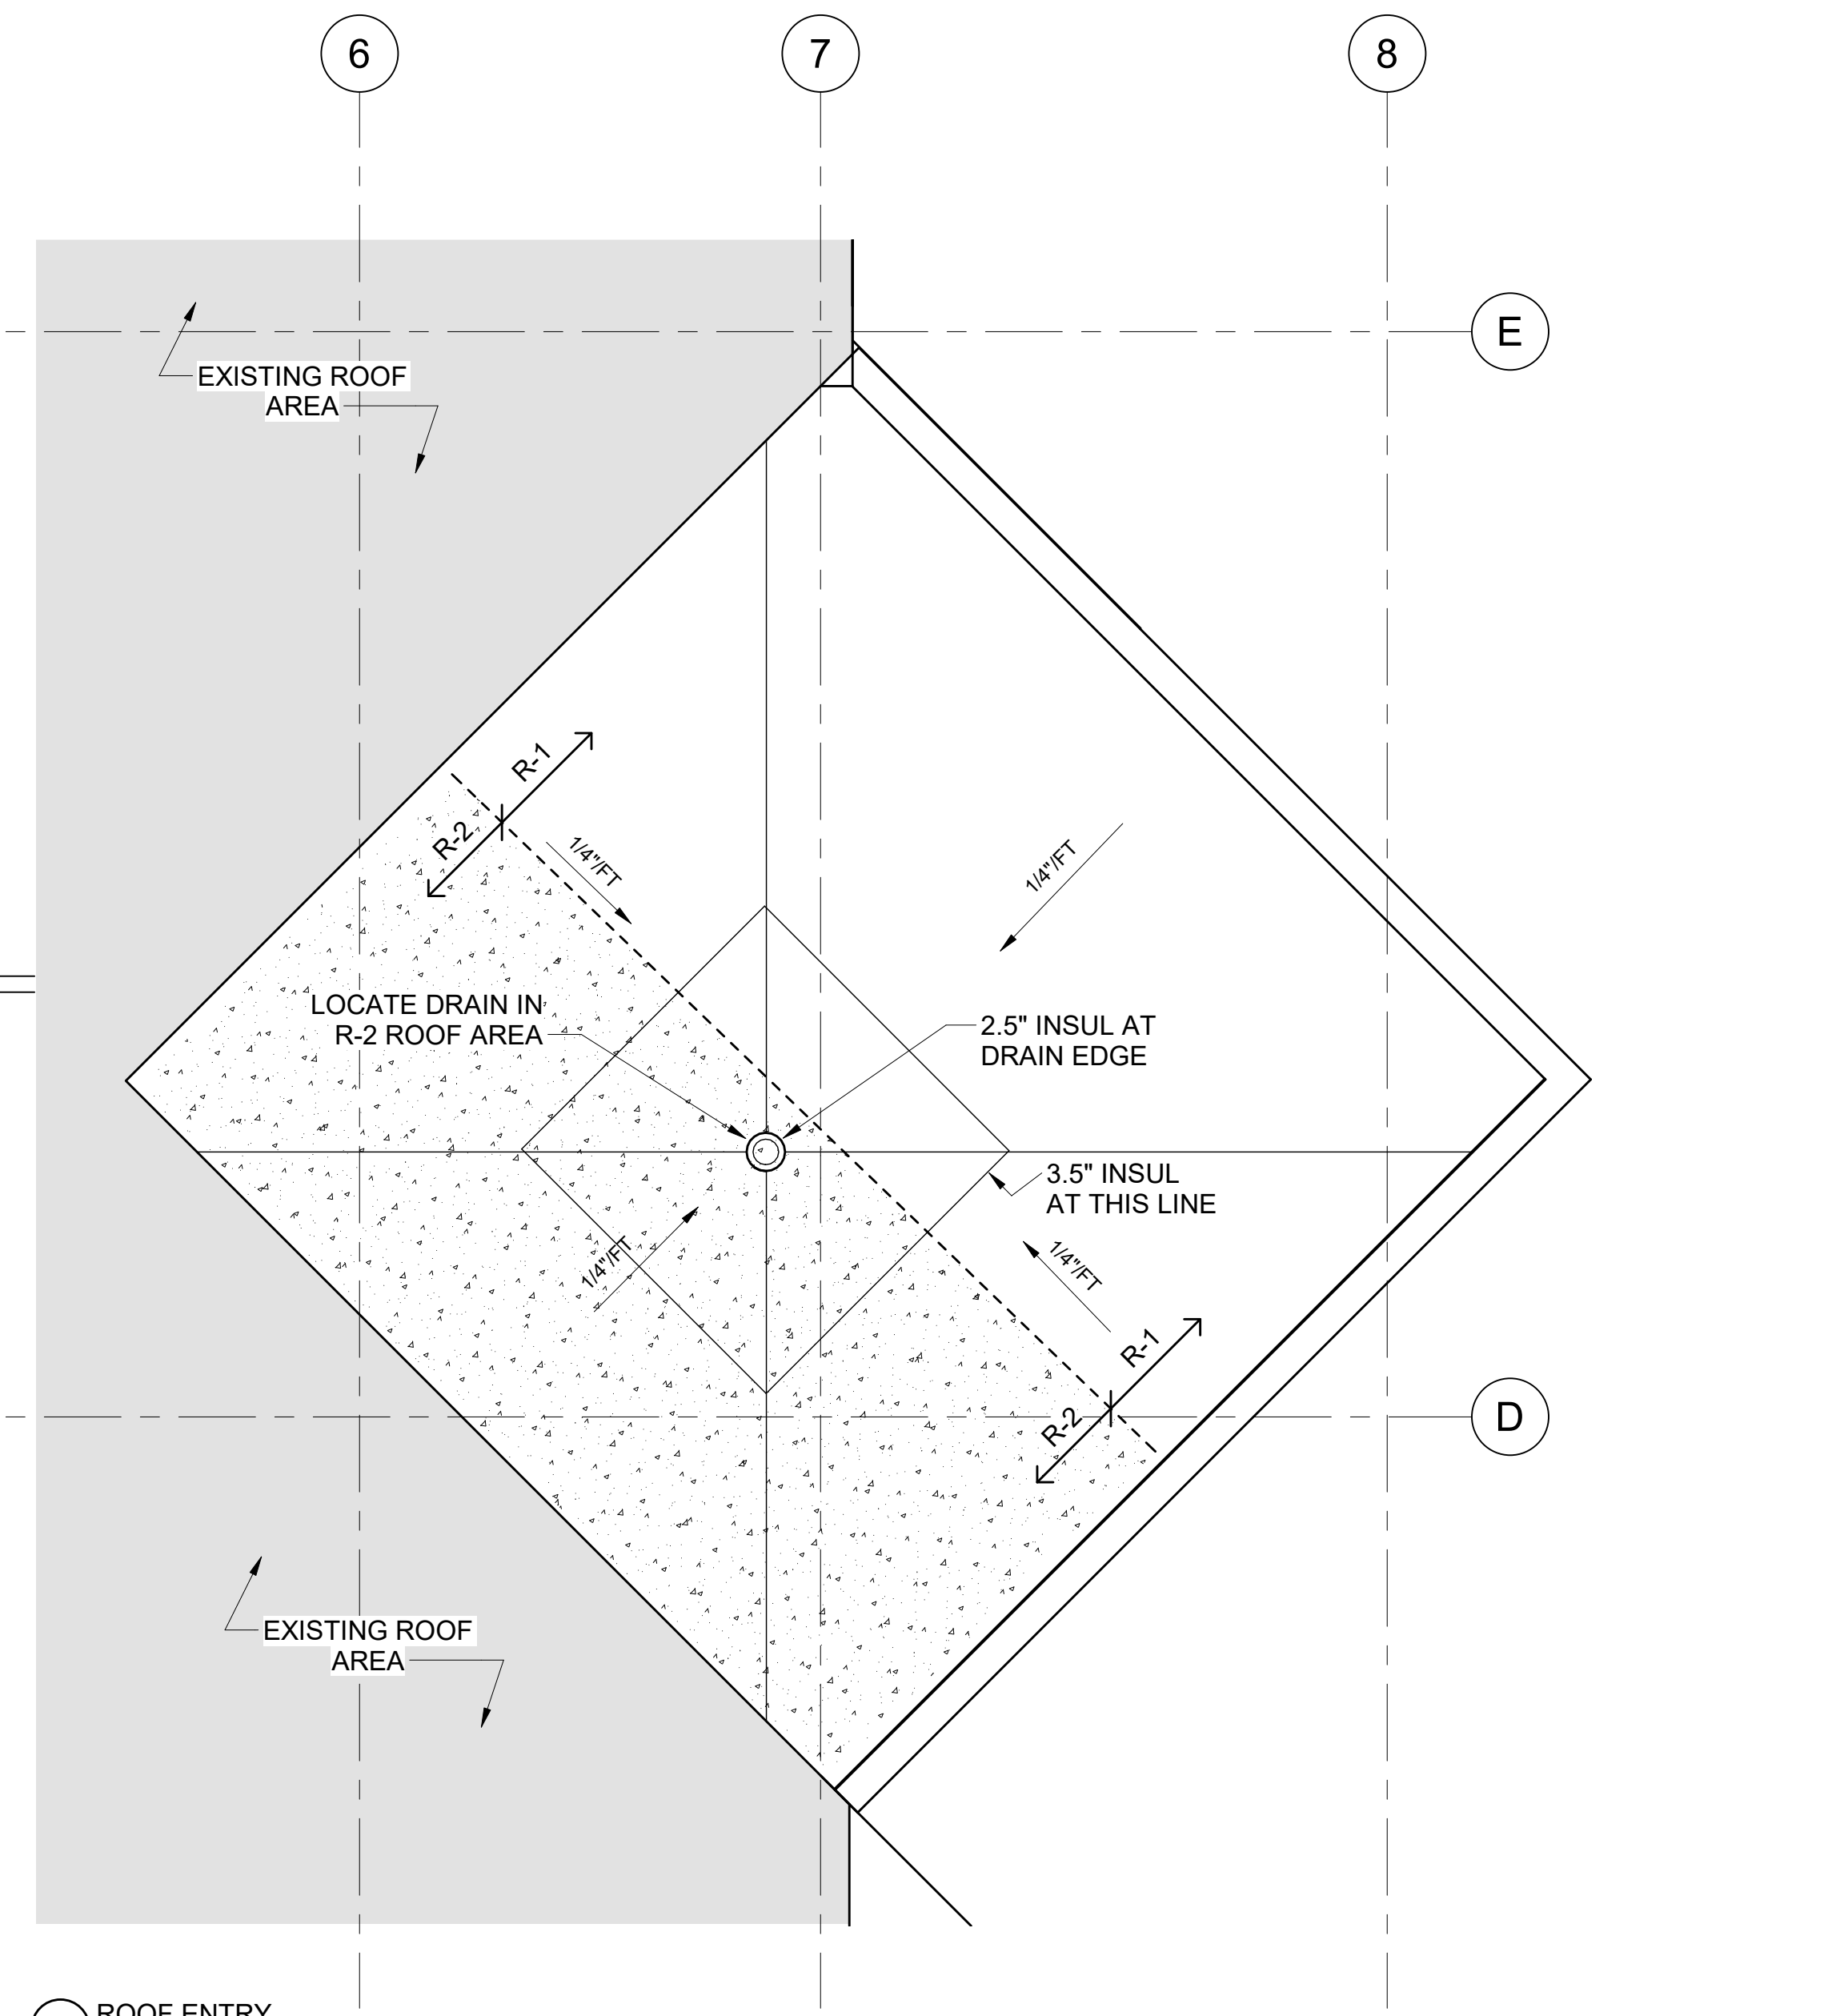 6
7
8
E
EXISTING ROOF
AREA
R-1
R-2
1/4"/FT
1/4"/FT
LOCATE DRAIN IN
R-2 ROOF AREA
2.5" INSUL AT
DRAIN EDGE
3.5" INSUL
AT THIS LINE
1/4"/FT
1/4"/FT
R-1
R-2
D
EXISTING ROOF
AREA
ROOF ENTRY